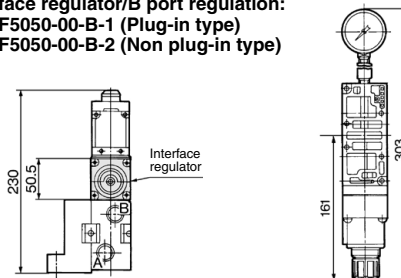 face regulator/B port regulation:
F5050-00-B-1 (Plug-in type)
F5050-00-B-2 (Non plug-in type)
Interface
regulator
230
50.5
B
A
161
303